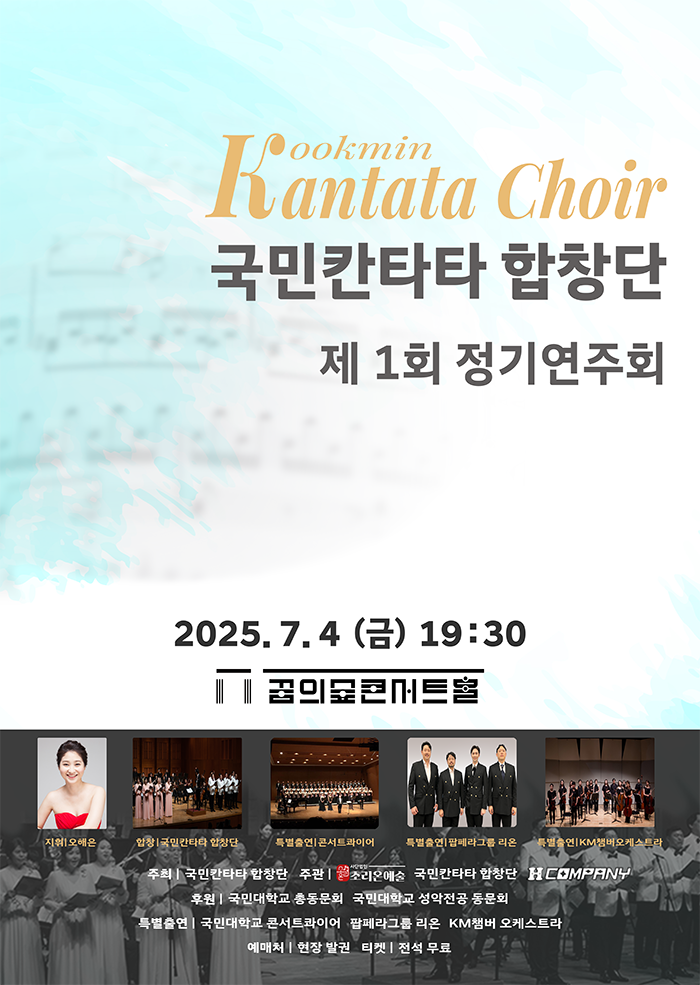 Kookmin
Kantata Choir
국민칸타타 합창단
제 1회 정기연주회
2025. 7. 4 (금) 19:30
꿈의숲콘서트홀
지휘|오해은
합창|국민칸타타 합창단
특별출연|콘서트콰이어
특별출연|팝페라그룹 리온
특별출연|KM챔버오케스트라
주최 | 국민칸타타 합창단 주관 | 사단법인 소리온예술 국민칸타타 합창단 H COMPANY
후원 | 국민대학교 총동문회 국민대학교 성악전공 동문회
특별출연 | 국민대학교 콘서트콰이어 팝페라그룹 리온 KM챔버 오케스트라
예매처 | 현장 발권 티켓 | 전석 무료